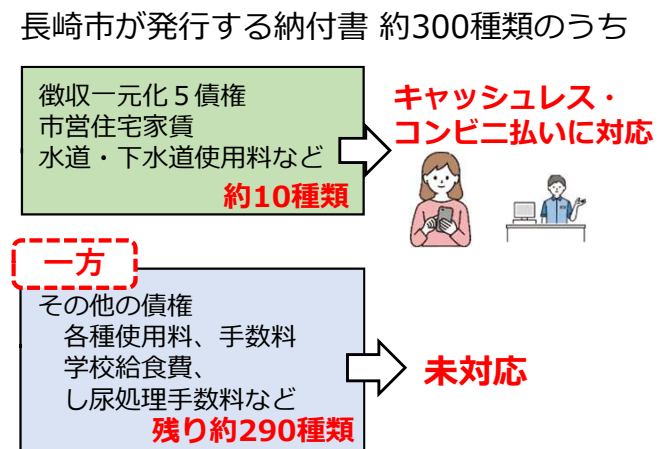 長崎市が発行する納付書 約300種類のうち
徴収一元化５債権
市営住宅家賃
水道・下水道使用料など
約10種類
キャッシュレス・
コンビニ払いに対応
一方
その他の債権
各種使用料、手数料
学校給食費、
し尿処理手数料など
残り約290種類
未対応